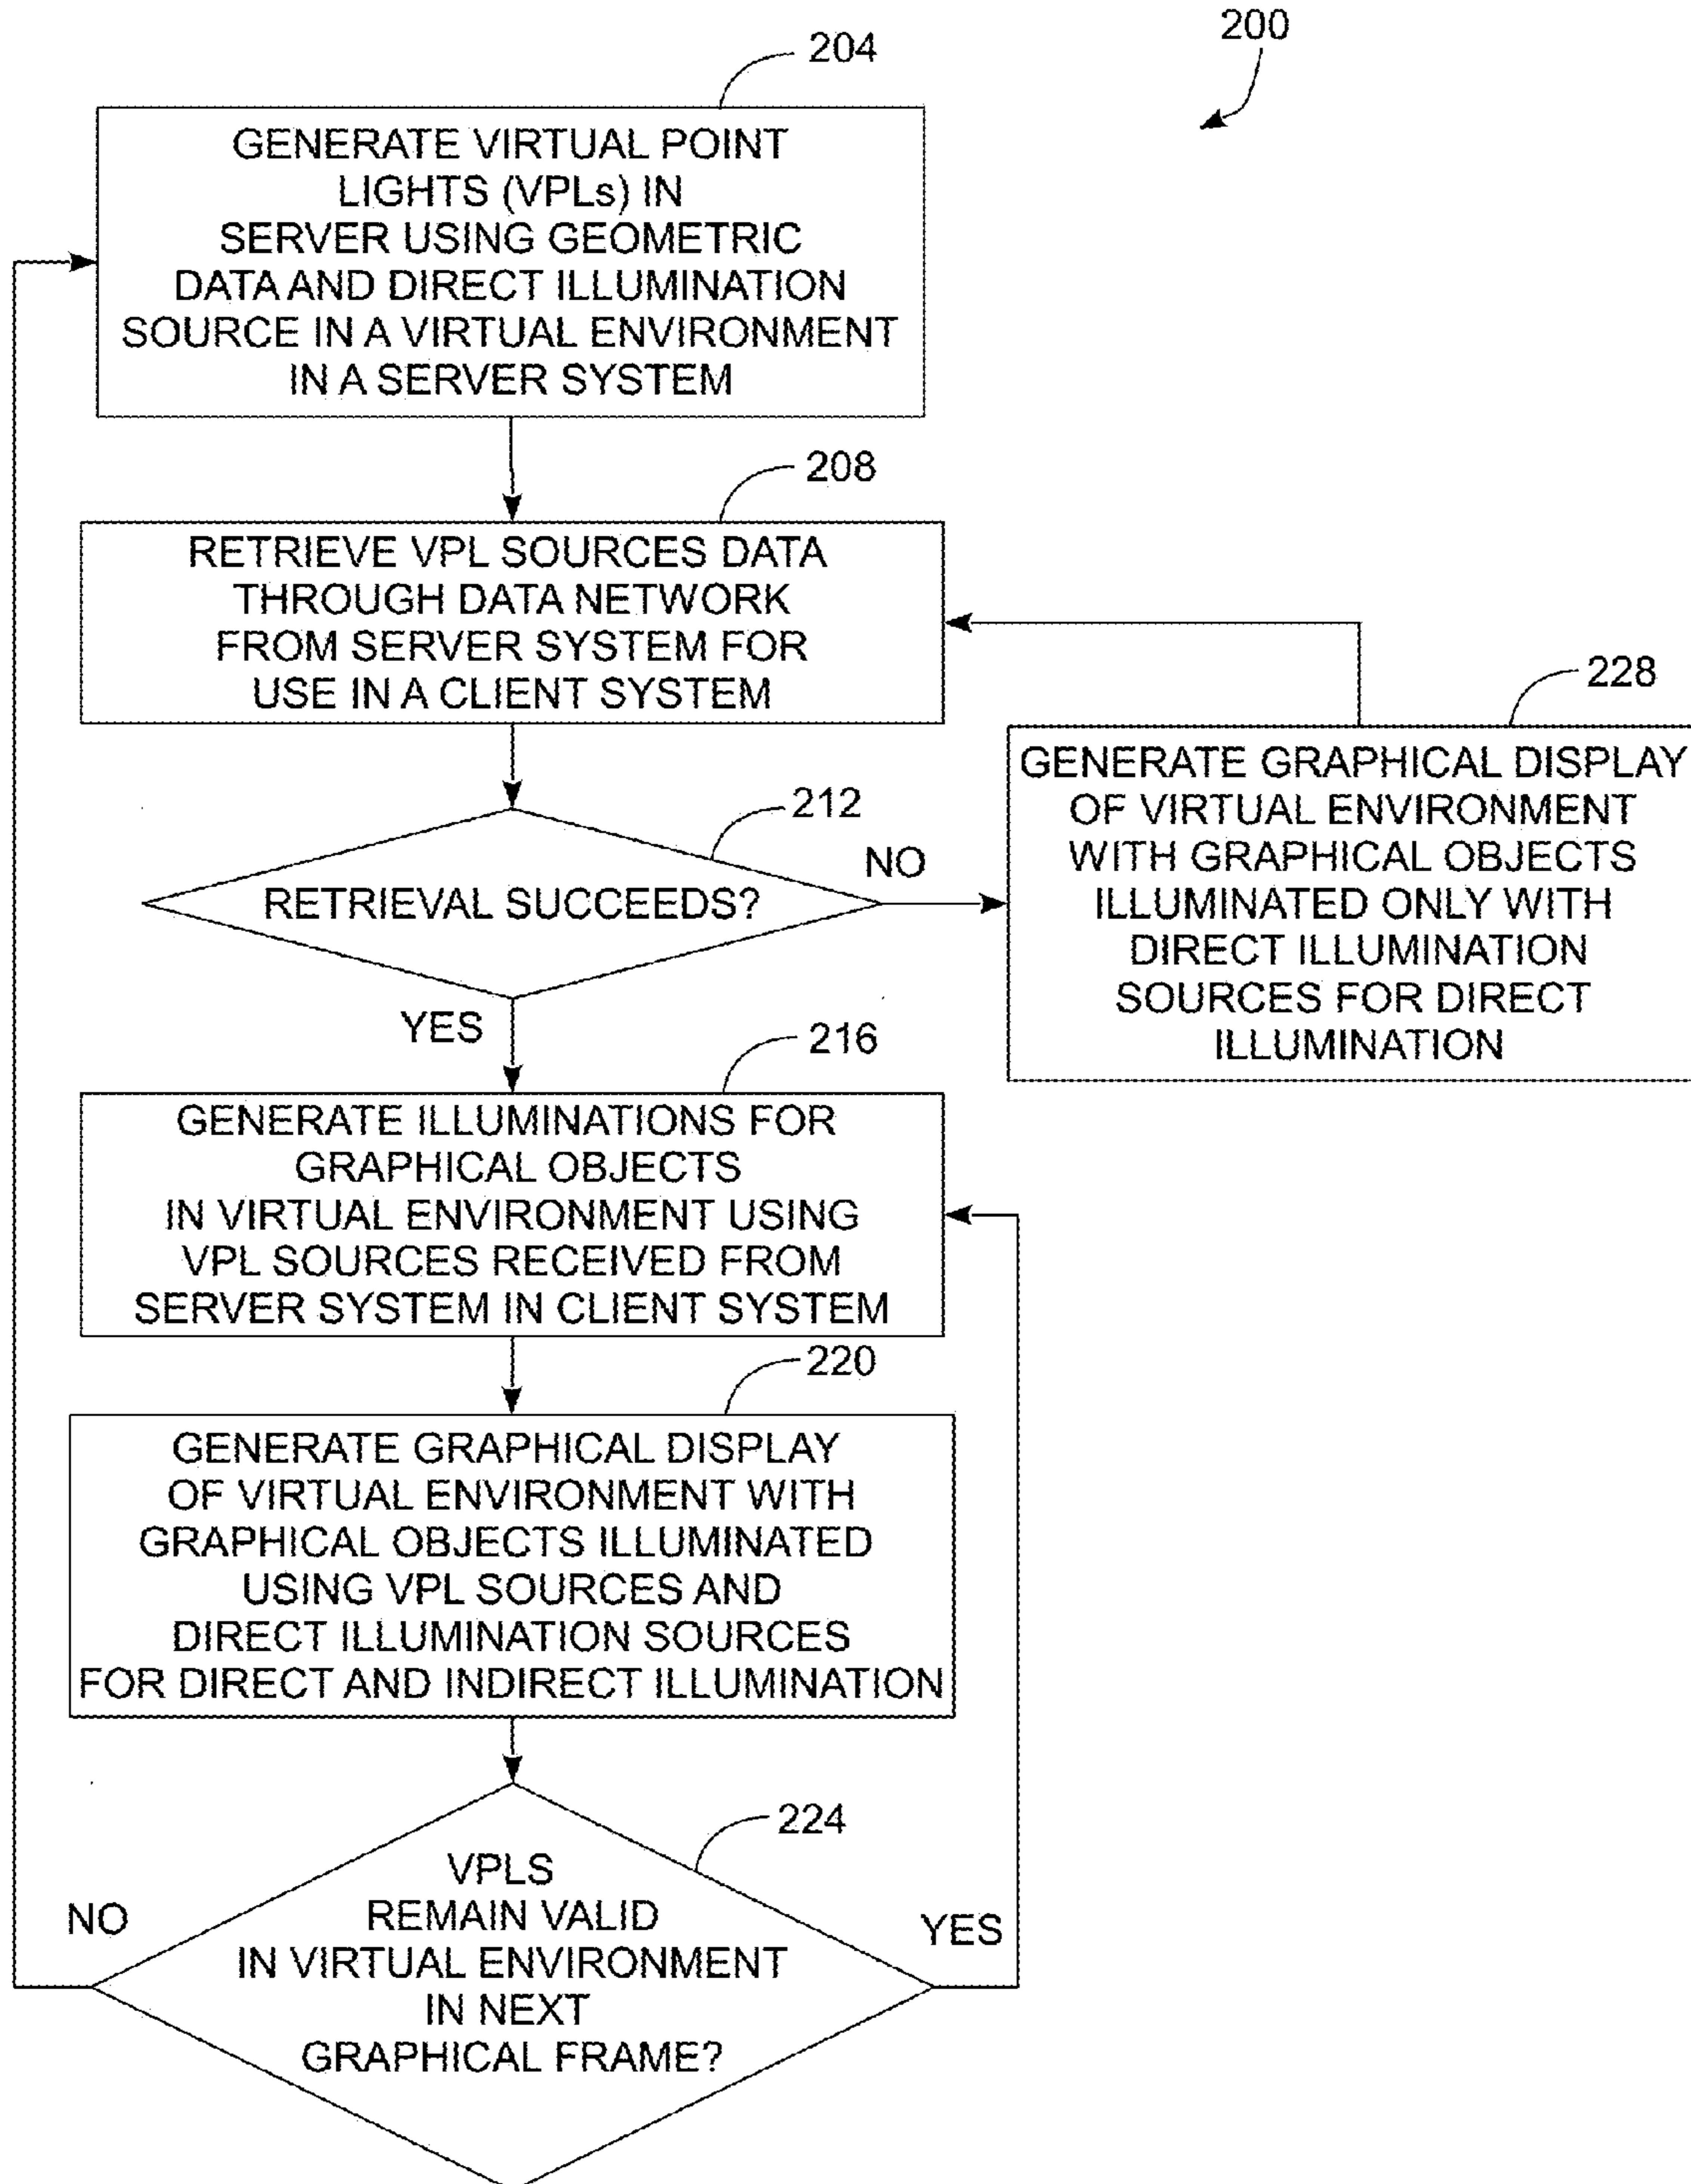 200
204
GENERATE VIRTUAL POINT
LIGHTS (VPLs) IN
SERVER USING GEOMETRIC
DATA AND DIRECT ILLUMINATION
SOURCE IN A VIRTUAL ENVIRONMENT
IN A SERVER SYSTEM
208
RETRIEVE VPL SOURCES DATA
THROUGH DATA NETWORK
FROM SERVER SYSTEM FOR
USE IN A CLIENT SYSTEM
212
RETRIEVAL SUCCEEDS?
NO
228
GENERATE GRAPHICAL DISPLAY
OF VIRTUAL ENVIRONMENT
WITH GRAPHICAL OBJECTS
ILLUMINATED ONLY WITH
DIRECT ILLUMINATION
SOURCES FOR DIRECT
ILLUMINATION
YES
216
GENERATE ILLUMINATIONS FOR
GRAPHICAL OBJECTS
IN VIRTUAL ENVIRONMENT USING
VPL SOURCES RECEIVED FROM
SERVER SYSTEM IN CLIENT SYSTEM
220
GENERATE GRAPHICAL DISPLAY
OF VIRTUAL ENVIRONMENT WITH
GRAPHICAL OBJECTS ILLUMINATED
USING VPL SOURCES AND
DIRECT ILLUMINATION SOURCES
FOR DIRECT AND INDIRECT ILLUMINATION
224
VPLS
REMAIN VALID
IN VIRTUAL ENVIRONMENT
IN NEXT
GRAPHICAL FRAME?
NO
YES